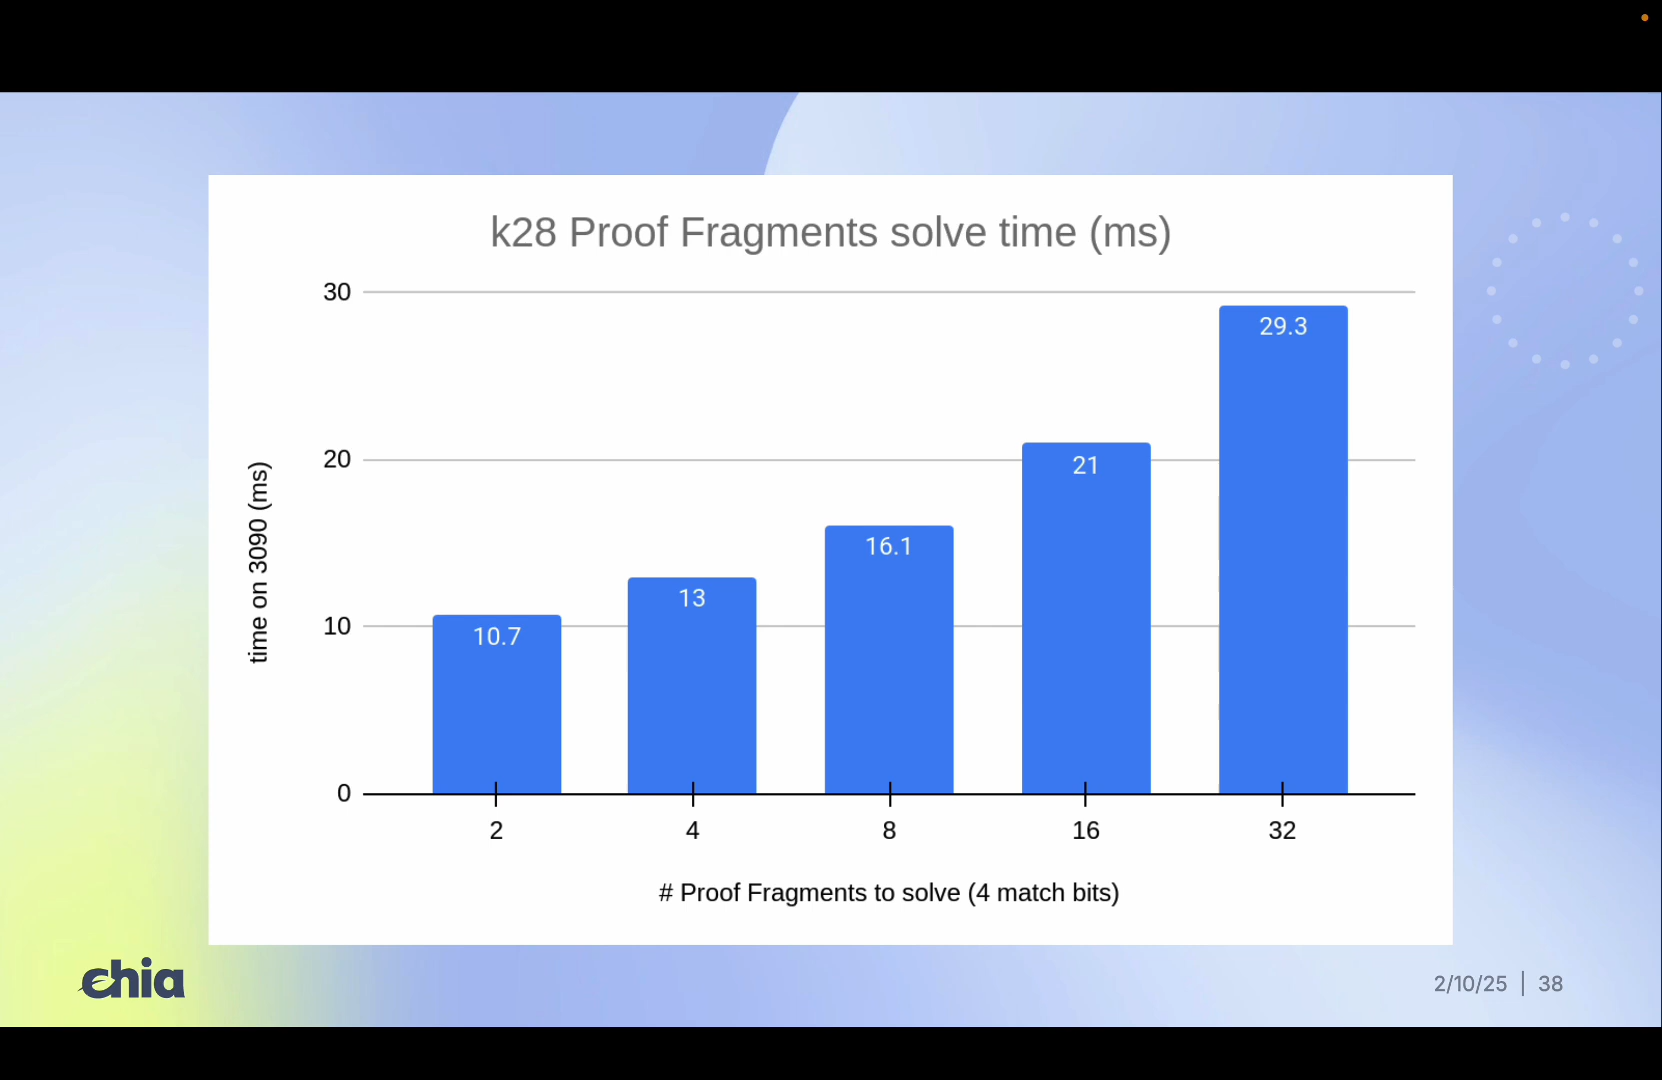 k28 Proof Fragments solve time (ms)
30
20
10
0
time on 3090 (ms)
10.7
13
16.1
21
29.3
2
4
8
16
32
# Proof Fragments to solve (4 match bits)
chia
2/10/25 | 38